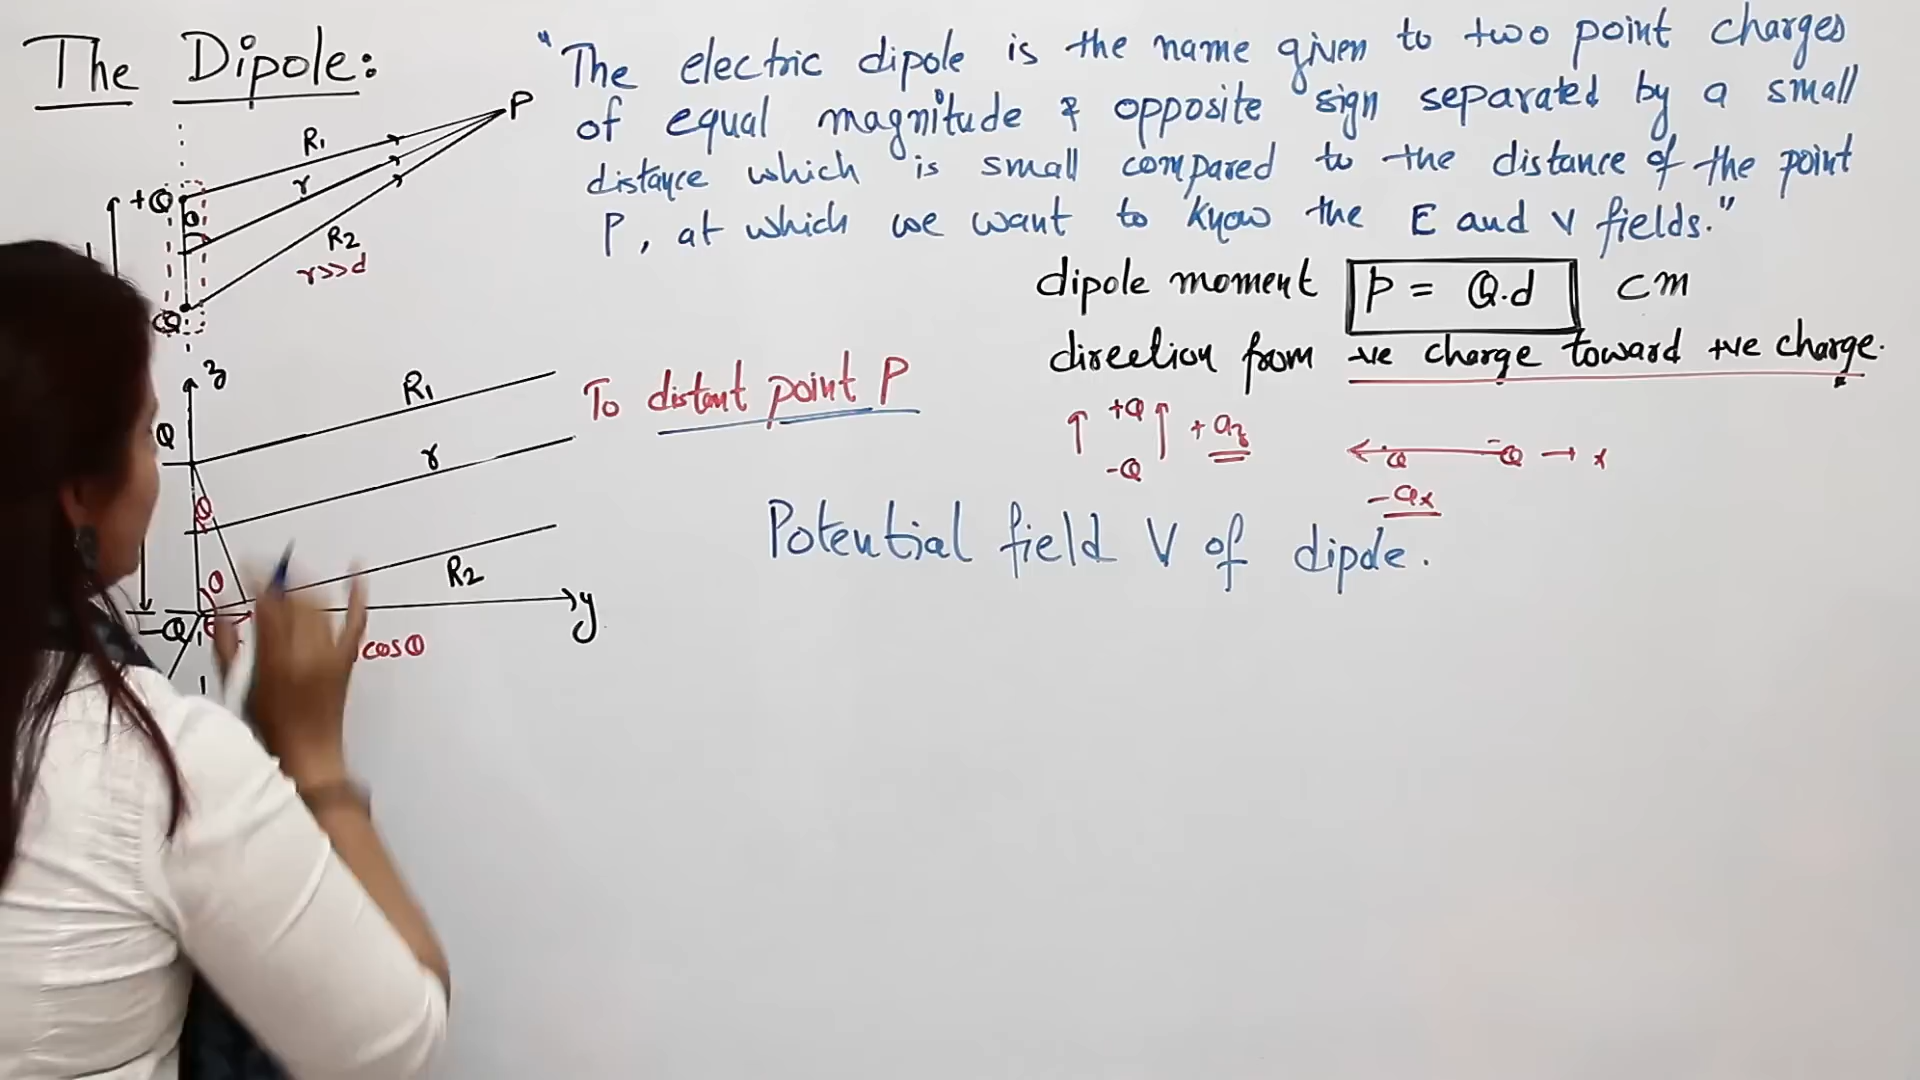 The Dipole:
"The electric dipole is the name given to two point charges
of equal magnitude & opposite sign separated by a small
distance which is small compared to the distance of the point
P, at which we want to know the E and V fields."
P
R1
r
+Q
θ
R2
r>>d
Q
dipole moment p = Q.d cm
direction from -ve charge toward +ve charge.
z
R1
To distant point P
Q
r
θ
+Q
-Q
+ az
Q
-Q → x
- ax
Potential field V of dipole.
θ
R2
y
-Q
cosθ